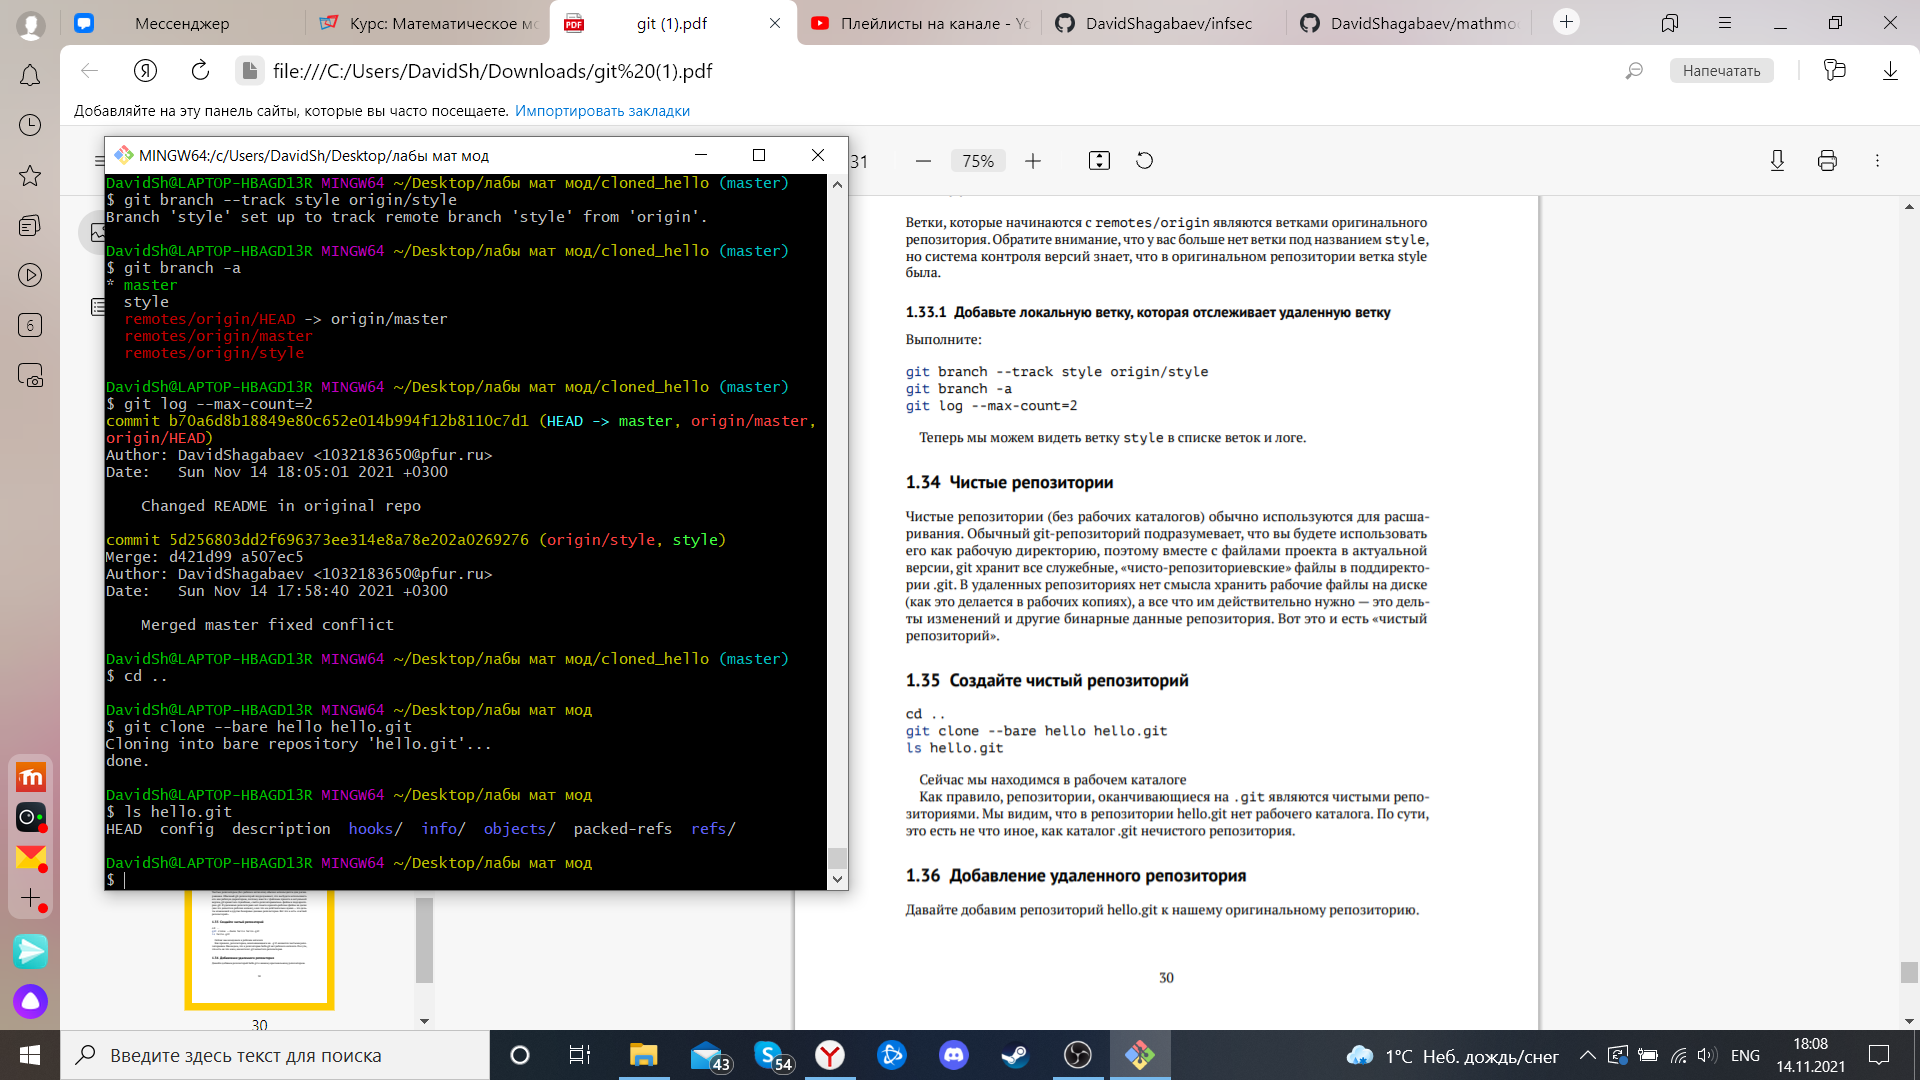 Мессенджер
Курс: Математическое мо
git (1).pdf
Плейлисты на канале - Yo
DavidShagabaev/infsec
DavidShagabaev/mathmo
file:///C:/Users/DavidSh/Downloads/git%20(1).pdf
Напечатать
Добавляйте на эту панель сайты, которые вы часто посещаете. Импортировать закладки
MINGW64:/c/Users/DavidSh/Desktop/лабы мат мод
31
75%
DavidSh@LAPTOP-HBAGD13R MINGW64 ~/Desktop/лабы мат мод/cloned_hello (master)
$ git branch --track style origin/style
Branch 'style' set up to track remote branch 'style' from 'origin'.
DavidSh@LAPTOP-HBAGD13R MINGW64 ~/Desktop/лабы мат мод/cloned_hello (master)
$ git branch -a
* master
style
remotes/origin/HEAD -> origin/master
remotes/origin/master
remotes/origin/style
DavidSh@LAPTOP-HBAGD13R MINGW64 ~/Desktop/лабы мат мод/cloned_hello (master)
$ git log --max-count=2
commit b70a6d8b18849e80c652e014b994f12b8110c7d1 (HEAD -> master, origin/master,
origin/HEAD)
Author: DavidShagabaev <1032183650@pfur.ru>
Date:   Sun Nov 14 18:05:01 2021 +0300
Changed README in original repo
commit 5d256803dd2f696373ee314e8a78e202a0269276 (origin/style, style)
Merge: d421d99 a507ec5
Author: DavidShagabaev <1032183650@pfur.ru>
Date:   Sun Nov 14 17:58:40 2021 +0300
Merged master fixed conflict
DavidSh@LAPTOP-HBAGD13R MINGW64 ~/Desktop/лабы мат мод/cloned_hello (master)
$ cd ..
DavidSh@LAPTOP-HBAGD13R MINGW64 ~/Desktop/лабы мат мод
$ git clone --bare hello hello.git
Cloning into bare repository 'hello.git'...
done.
DavidSh@LAPTOP-HBAGD13R MINGW64 ~/Desktop/лабы мат мод
$ ls hello.git
HEAD  config  description  hooks/  info/  objects/  packed-refs  refs/
DavidSh@LAPTOP-HBAGD13R MINGW64 ~/Desktop/лабы мат мод
$
Ветки, которые начинаются с remotes/origin являются ветками оригинального
репозитория. Обратите внимание, что у вас больше нет ветки под названием style,
но система контроля версий знает, что в оригинальном репозитории ветка style
была.
1.33.1 Добавьте локальную ветку, которая отслеживает удаленную ветку
Выполните:
git branch --track style origin/style
git branch -a
git log --max-count=2
Теперь мы можем видеть ветку style в списке веток и логе.
1.34 Чистые репозитории
Чистые репозитории (без рабочих каталогов) обычно используются для расша-
ривания. Обычный git-репозиторий подразумевает, что вы будете использовать
его как рабочую директорию, поэтому вместе с файлами проекта в актуальной
версии, git хранит все служебные, «чисто-репозиториевские» файлы в поддиректо-
рии .git. В удаленных репозиториях нет смысла хранить рабочие файлы на диске
(как это делается в рабочих копиях), а все что им действительно нужно — это дель-
ты изменений и другие бинарные данные репозитория. Вот это и есть «чистый
репозиторий».
1.35 Создайте чистый репозиторий
cd ..
git clone --bare hello hello.git
ls hello.git
Сейчас мы находимся в рабочем каталоге
Как правило, репозитории, оканчивающиеся на .git являются чистыми репо-
зиториями. Мы видим, что в репозитории hello.git нет рабочего каталога. По сути,
это есть не что иное, как каталог .git нечистого репозитория.
1.36 Добавление удаленного репозитория
Давайте добавим репозиторий hello.git к нашему оригинальному репозиторию.
30
30
6
Введите здесь текст для поиска
43
54
1°C Неб. дождь/снег
ENG
18:08
14.11.2021